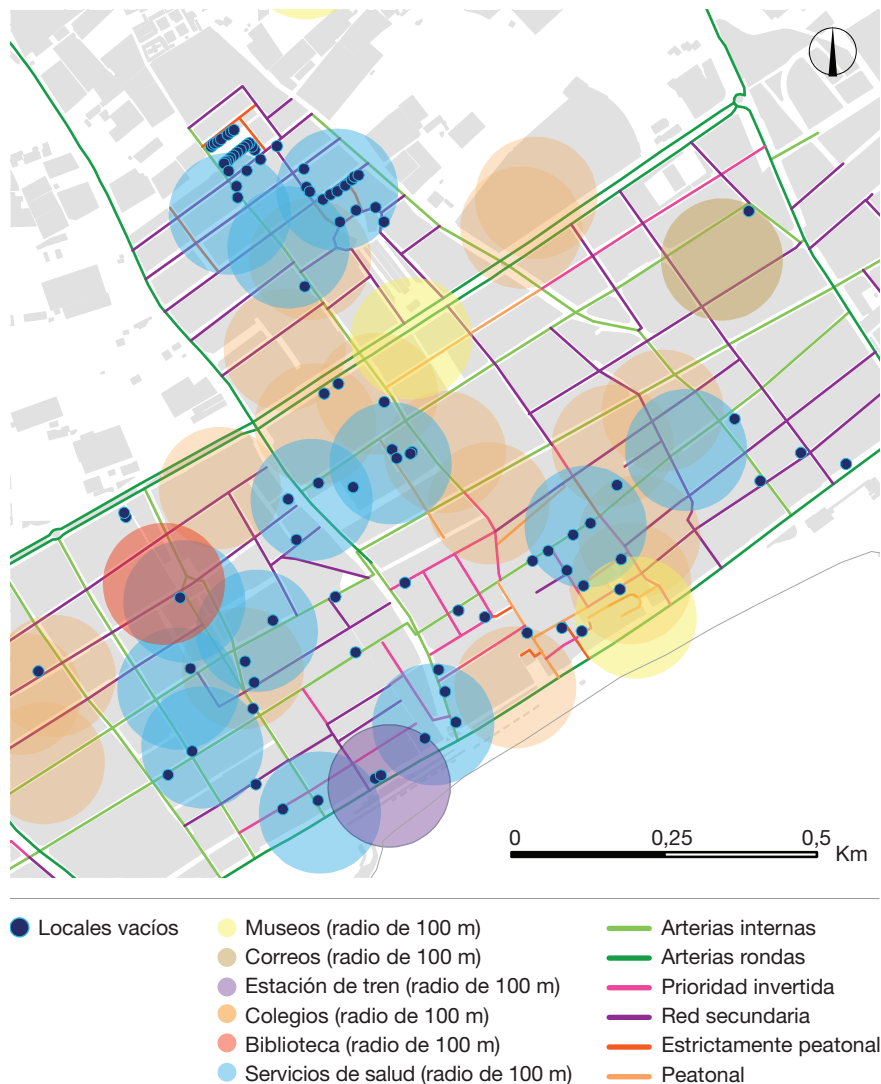 0 0,25 0,5
Km
Locales vacíos
Museos (radio de 100 m)
Correos (radio de 100 m)
Estación de tren (radio de 100 m)
Colegios (radio de 100 m)
Biblioteca (radio de 100 m)
Servicios de salud (radio de 100 m)
Arterias internas
Arterias rondas
Prioridad invertida
Red secundaria
Estrictamente peatonal
Peatonal